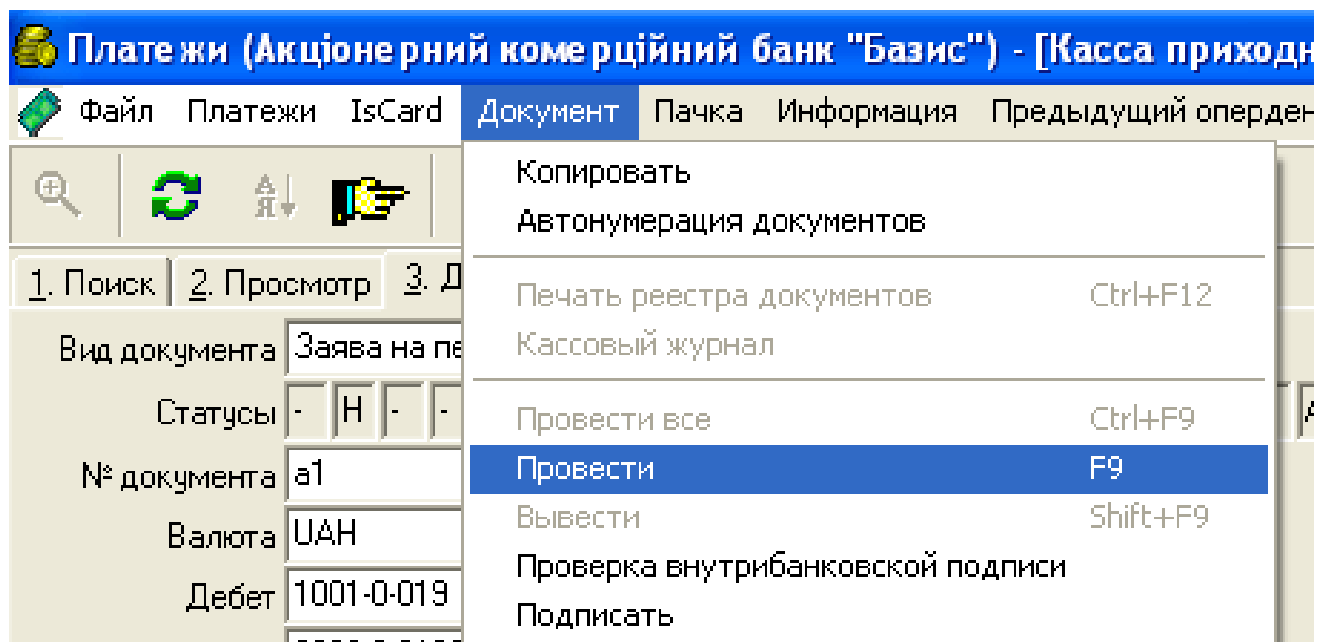 Платежи (Акціонерний комерційний банк "Базис") - [Касса приходн
Файл Платежи IsCard Документ Пачка Информация Предыдущий оперден
Копировать
Автонумерация документов
1. Поиск 2. Просмотр 3. Д
Печать реестра документов Ctrl+F12
Вид документа Заява на пе
Кассовый журнал
Статусы - Н - -
Провести все Ctrl+F9
№ документа а1
Провести F9
Валюта UAH
Вывести Shift+F9
Дебет 1001-0-019
Проверка внутрибанковской подписи
Подписать